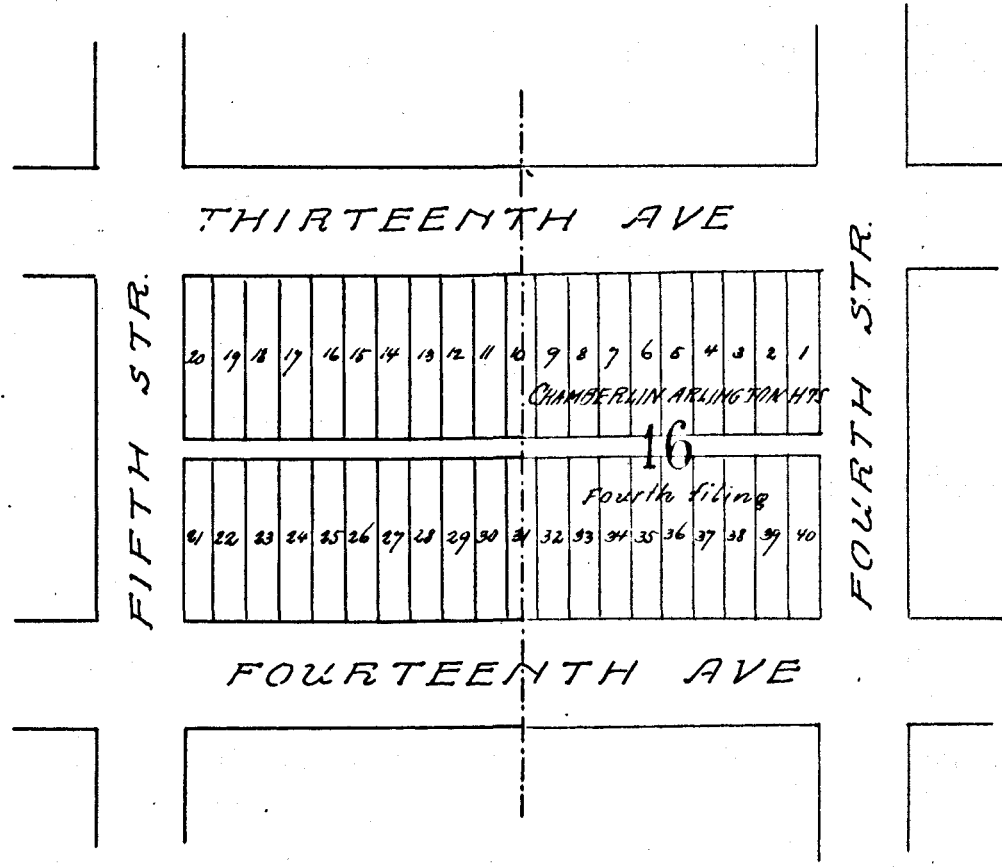 THIRTEENTH AVE
FIFTH STR.
FOURTH STR.
20 19 18 17 16 15 14 13 12 11 10 9 8 7 6 5 4 3 2 1
CHAMBERLIN ARLINGTON HTS
16
Fourth filing
21 22 23 24 25 26 27 28 29 30 31 32 33 34 35 36 37 38 39 40
FOURTEENTH AVE